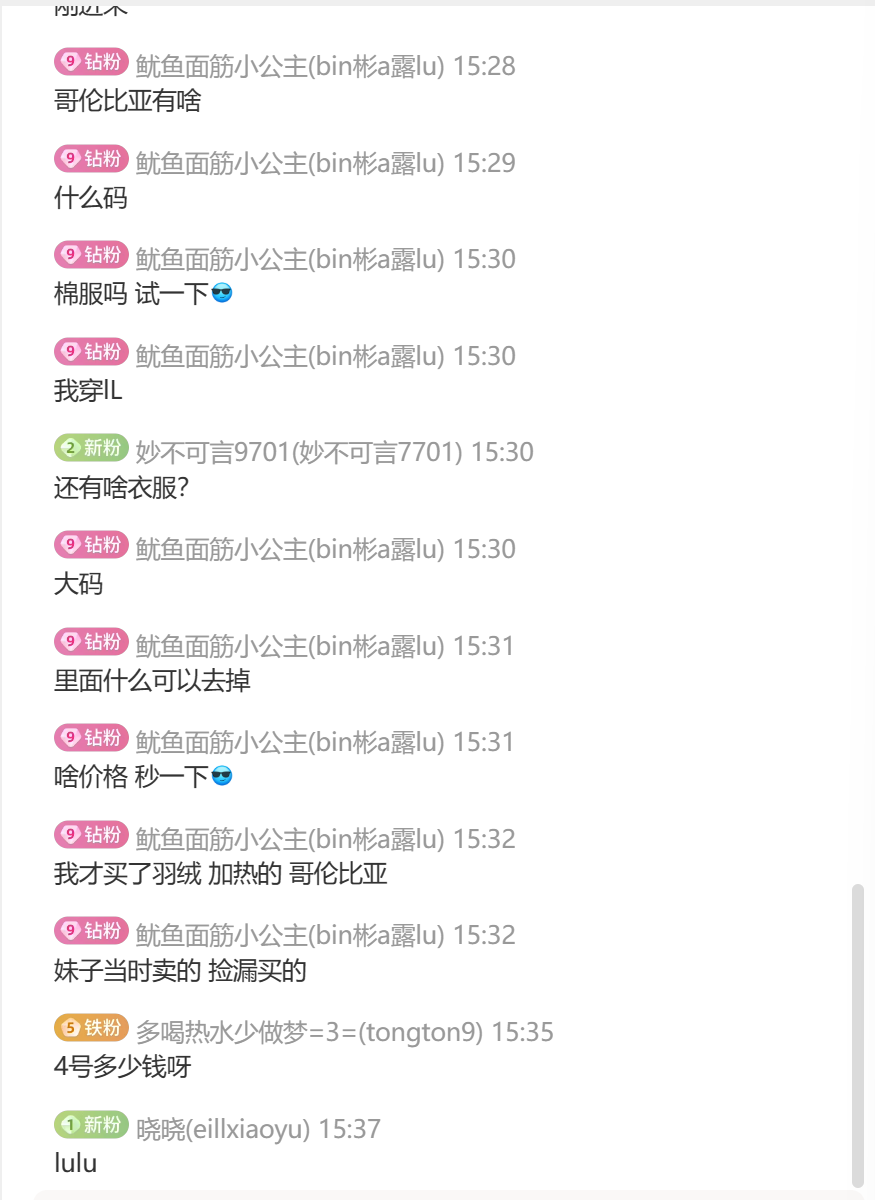 9 钻粉 鱿鱼面筋小公主(bin彬a露lu) 15:28
哥伦比亚有啥
9 钻粉 鱿鱼面筋小公主(bin彬a露lu) 15:29
什么码
9 钻粉 鱿鱼面筋小公主(bin彬a露lu) 15:30
棉服吗 试一下😎
9 钻粉 鱿鱼面筋小公主(bin彬a露lu) 15:30
我穿lL
2 新粉 妙不可言9701(妙不可言7701) 15:30
还有啥衣服？
9 钻粉 鱿鱼面筋小公主(bin彬a露lu) 15:30
大码
9 钻粉 鱿鱼面筋小公主(bin彬a露lu) 15:31
里面什么可以去掉
9 钻粉 鱿鱼面筋小公主(bin彬a露lu) 15:31
啥价格 秒一下😎
9 钻粉 鱿鱼面筋小公主(bin彬a露lu) 15:32
我才买了羽绒 加热的 哥伦比亚
9 钻粉 鱿鱼面筋小公主(bin彬a露lu) 15:32
妹子当时卖的 捡漏买的
5 铁粉 多喝热水少做梦=3=(tongton9) 15:35
4号多少钱呀
1 新粉 晓晓(eillxiaoyu) 15:37
lulu